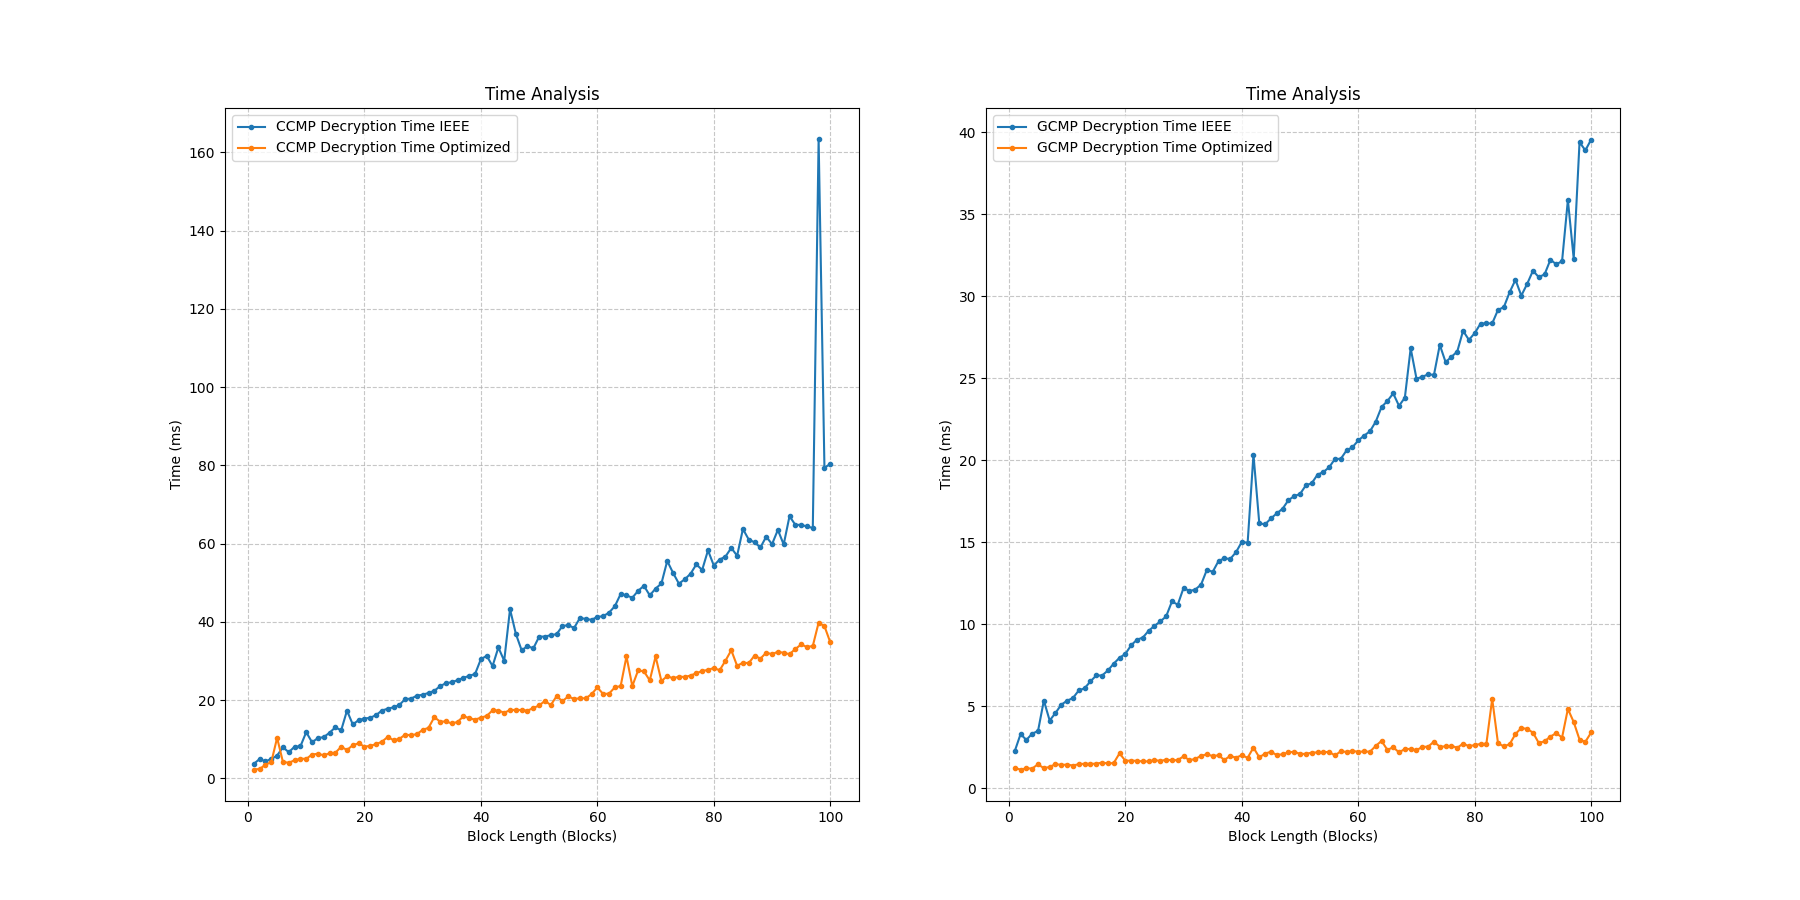 Time Analysis
CCMP Decryption Time IEEE
CCMP Decryption Time Optimized
160
140
120
100
80
60
40
20
0
Time (ms)
0 20 40 60 80 100
Block Length (Blocks)
Time Analysis
GCMP Decryption Time IEEE
GCMP Decryption Time Optimized
40
35
30
25
20
15
10
5
0
Time (ms)
0 20 40 60 80 100
Block Length (Blocks)